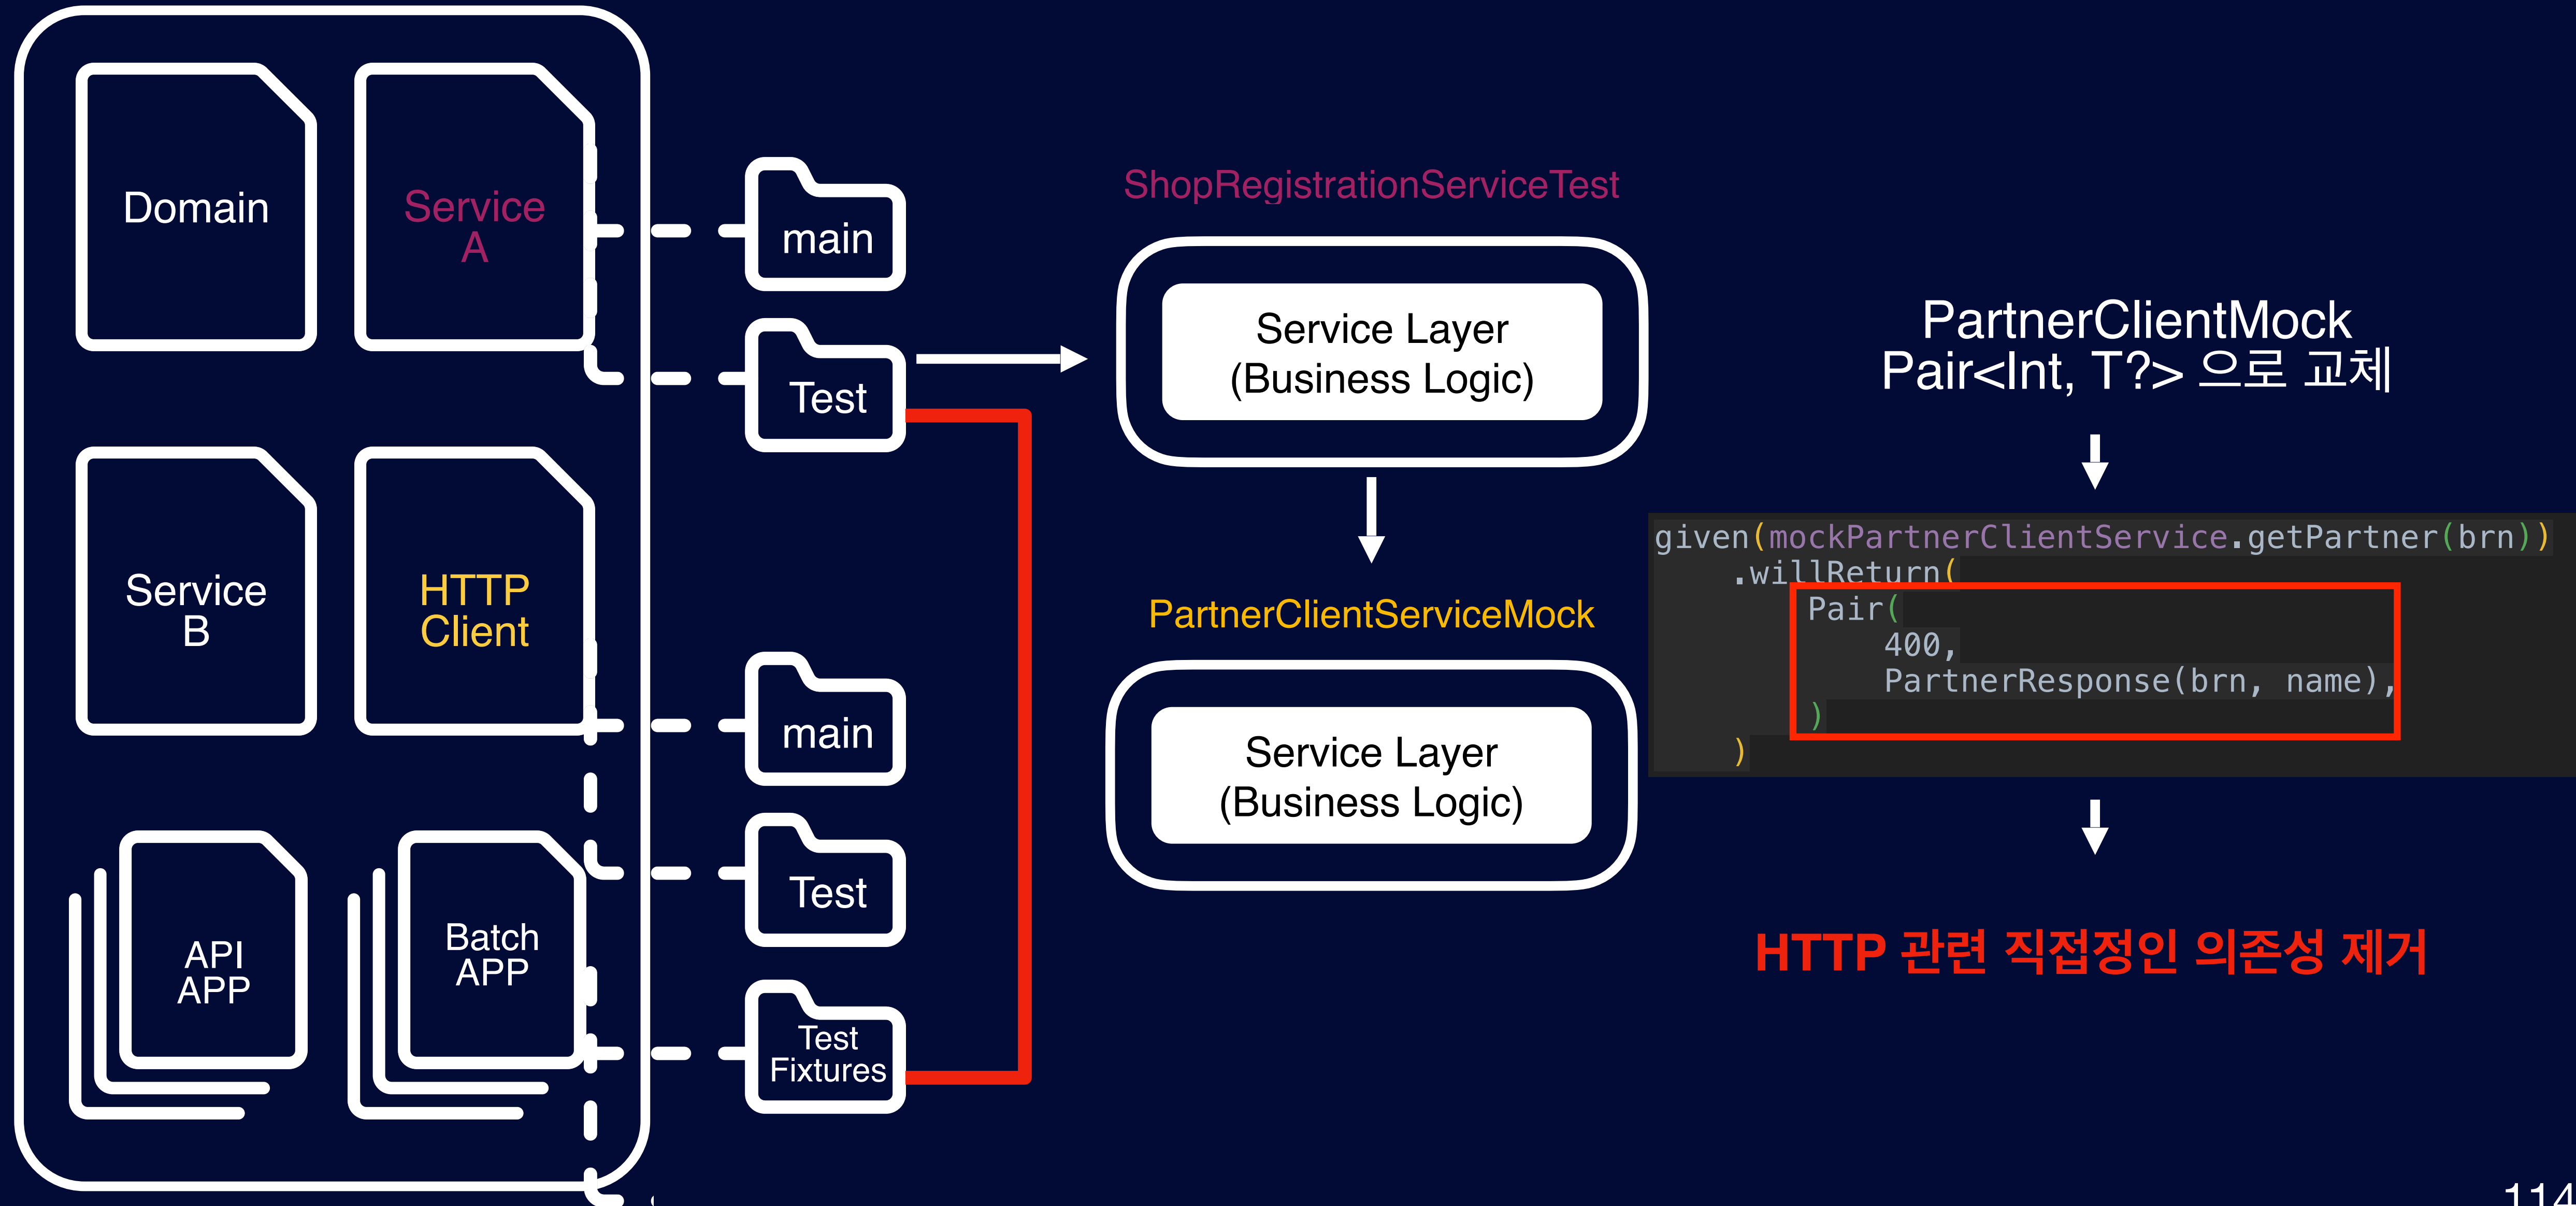 Domain
Service
A
Service
B
HTTP
Client
API
APP
Batch
APP
main
Test
main
Test
Test
Fixtures
ShopRegistrationServiceTest
Service Layer
(Business Logic)
PartnerClientServiceMock
Service Layer
(Business Logic)
PartnerClientMock
Pair<Int, T?> 으로 교체
given(mockPartnerClientService.getPartner(brn))
.willReturn(
Pair(
400,
PartnerResponse(brn, name),
)
)
HTTP 관련 직접정인 의존성 제거
114